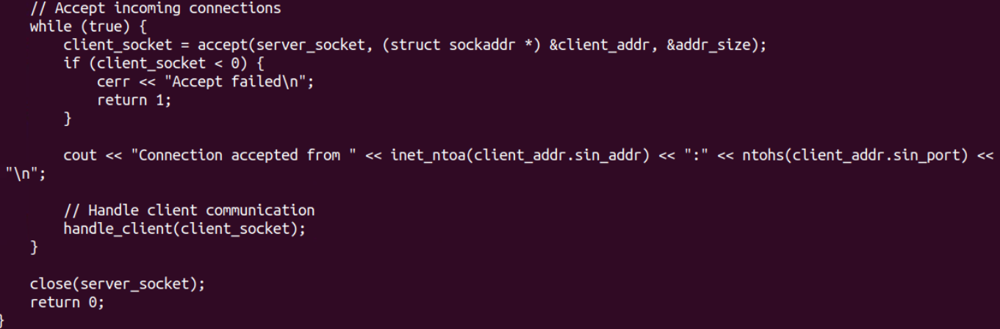 // Accept incoming connections
    while (true) {
        client_socket = accept(server_socket, (struct sockaddr *) &client_addr, &addr_size);
        if (client_socket < 0) {
            cerr << "Accept failed\n";
            return 1;
        }

        cout << "Connection accepted from " << inet_ntoa(client_addr.sin_addr) << ":" << ntohs(client_addr.sin_port) <<
 "\n";

        // Handle client communication
        handle_client(client_socket);
    }

    close(server_socket);
    return 0;
}